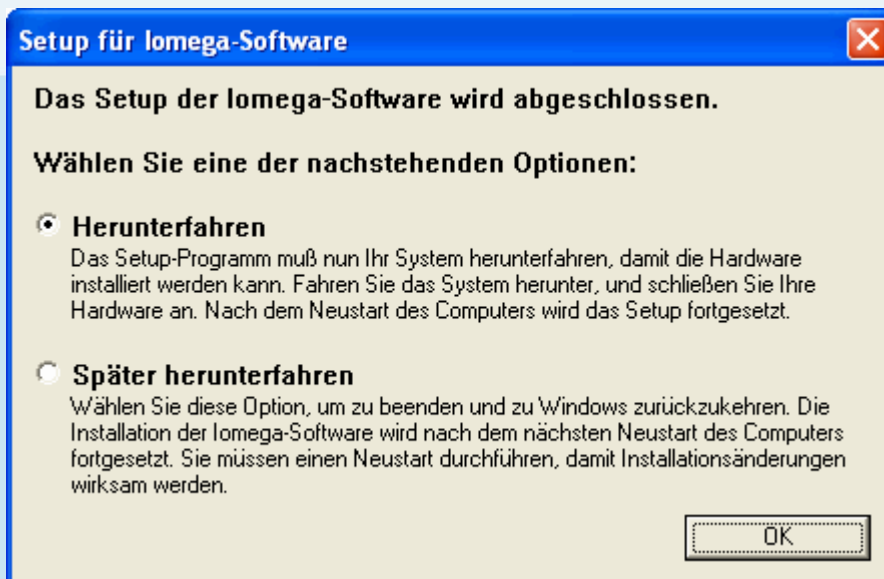 Setup für Iomega-Software
Das Setup der Iomega-Software wird abgeschlossen.
Wählen Sie eine der nachstehenden Optionen:
Herunterfahren
Das Setup-Programm muß nun Ihr System herunterfahren, damit die Hardware
installiert werden kann. Fahren Sie das System herunter, und schließen Sie Ihre
Hardware an. Nach dem Neustart des Computers wird das Setup fortgesetzt.
Später herunterfahren
Wählen Sie diese Option, um zu beenden und zu Windows zurückzukehren. Die
Installation der Iomega-Software wird nach dem nächsten Neustart des Computers
fortgesetzt. Sie müssen einen Neustart durchführen, damit Installationsänderungen
wirksam werden.
OK